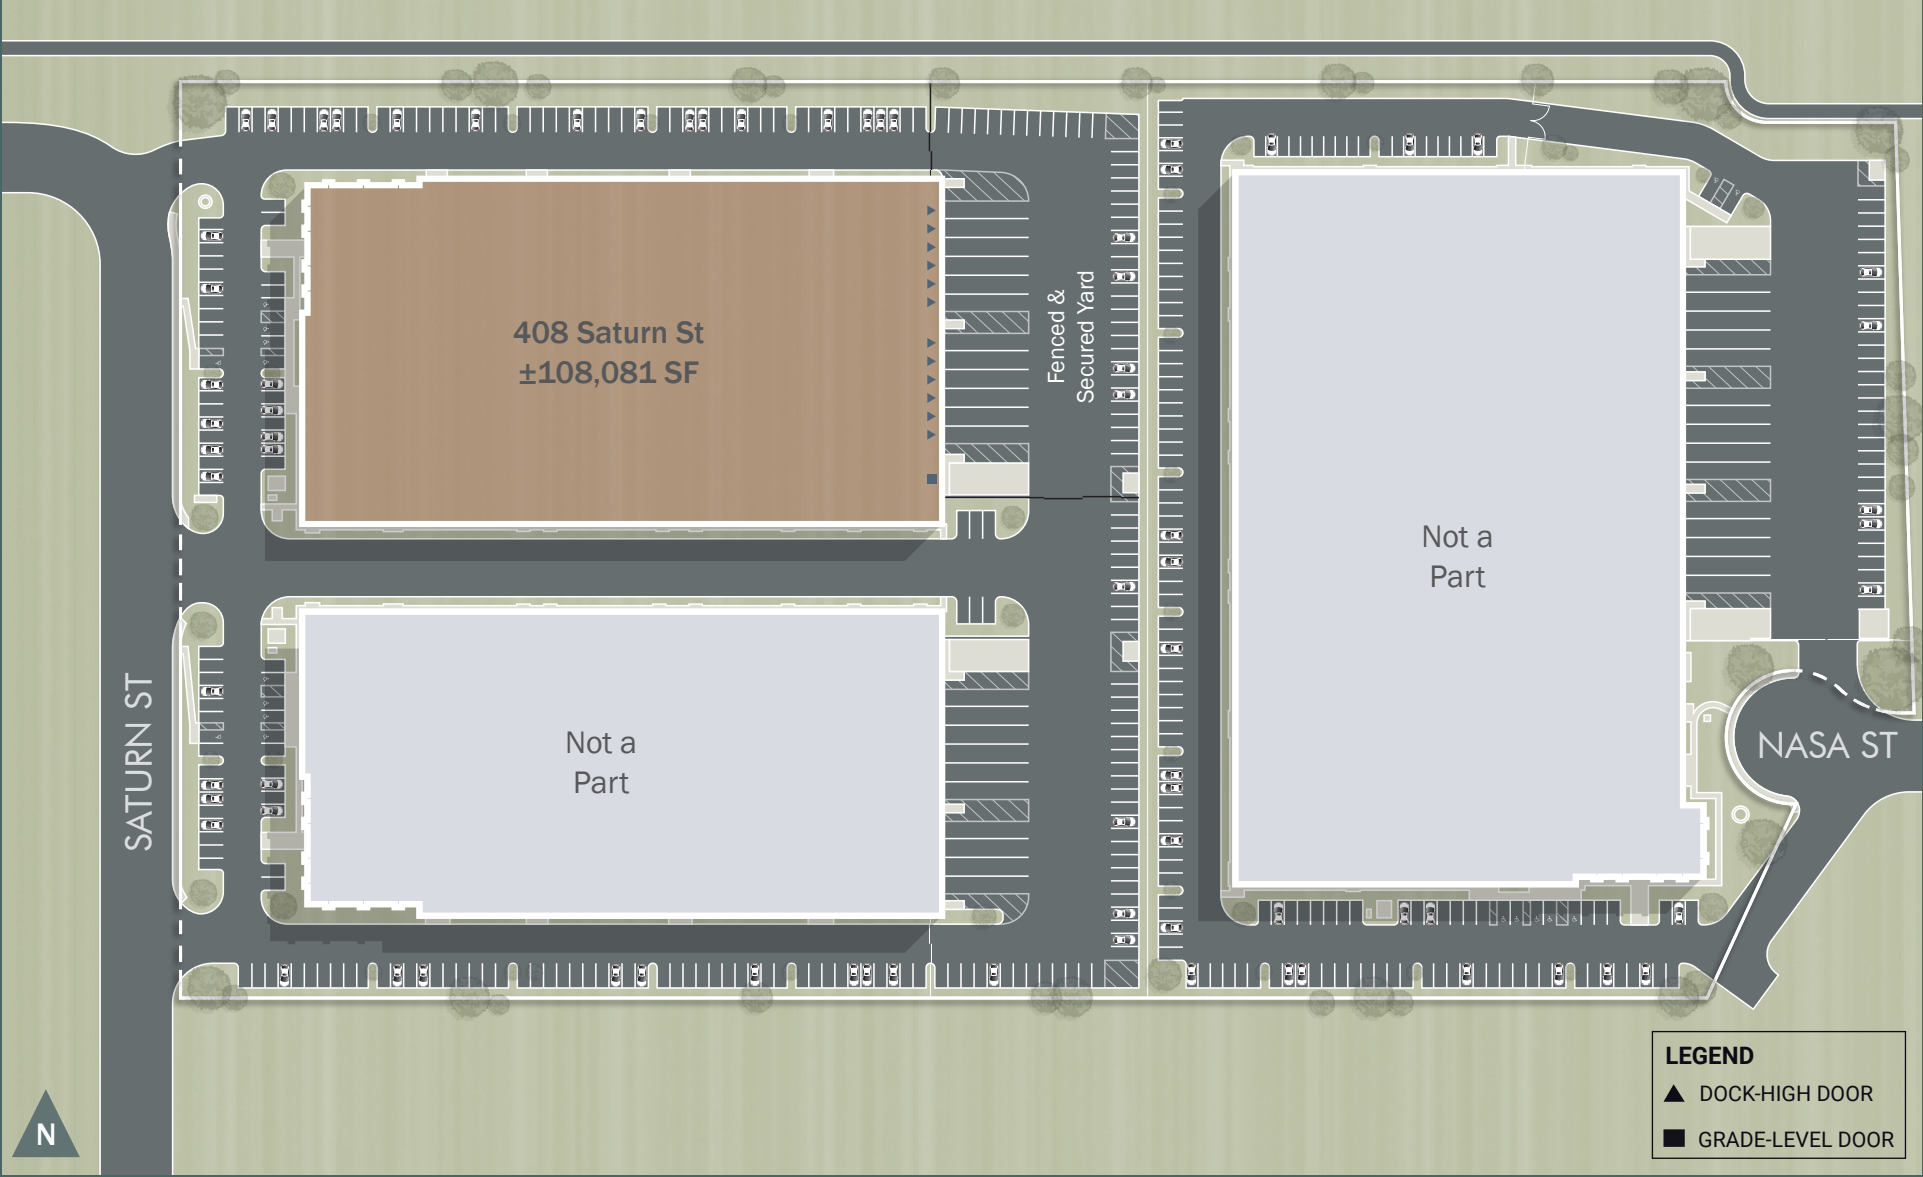 408 Saturn St
±108,081 SF
Fenced &
Secured Yard
Not a
Part
Not a
Part
SATURN ST
NASA ST
N
LEGEND
DOCK-HIGH DOOR
GRADE-LEVEL DOOR